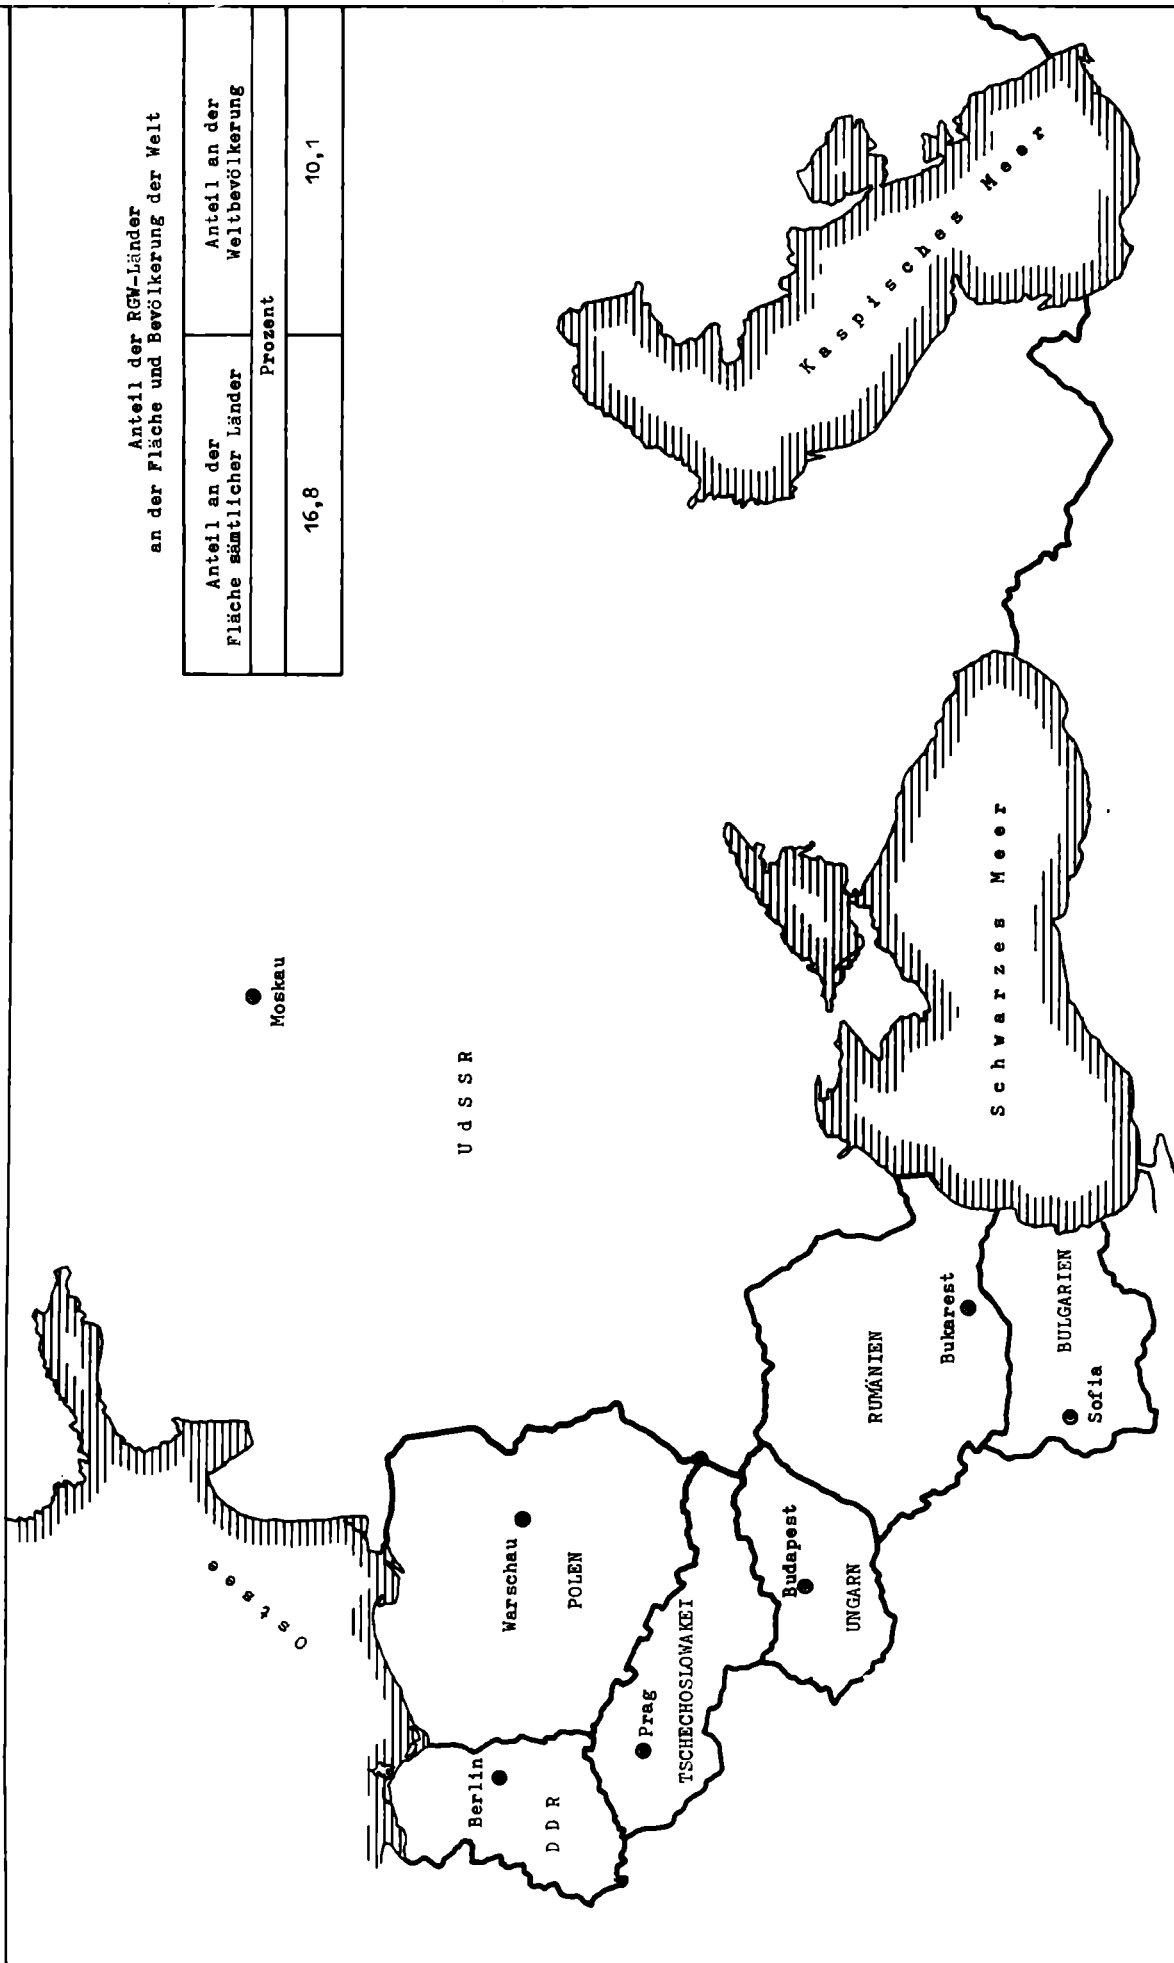 Anteil der RGW-Länder
an der Fläche und Bevölkerung der Welt
Anteil an der
Fläche sämtlicher Länder
Anteil an der
Weltbevölkerung
Prozent
16,8
10,1
Ostsee
Moskau
UdSSR
Warschau
POLEN
Berlin
DDR
Prag
TSCHECHOSLOWAKEI
Budapest
UNGARN
RUMÄNIEN
Bukarest
BULGARIEN
Sofia
Schwarzes Meer
Kaspisches Meer